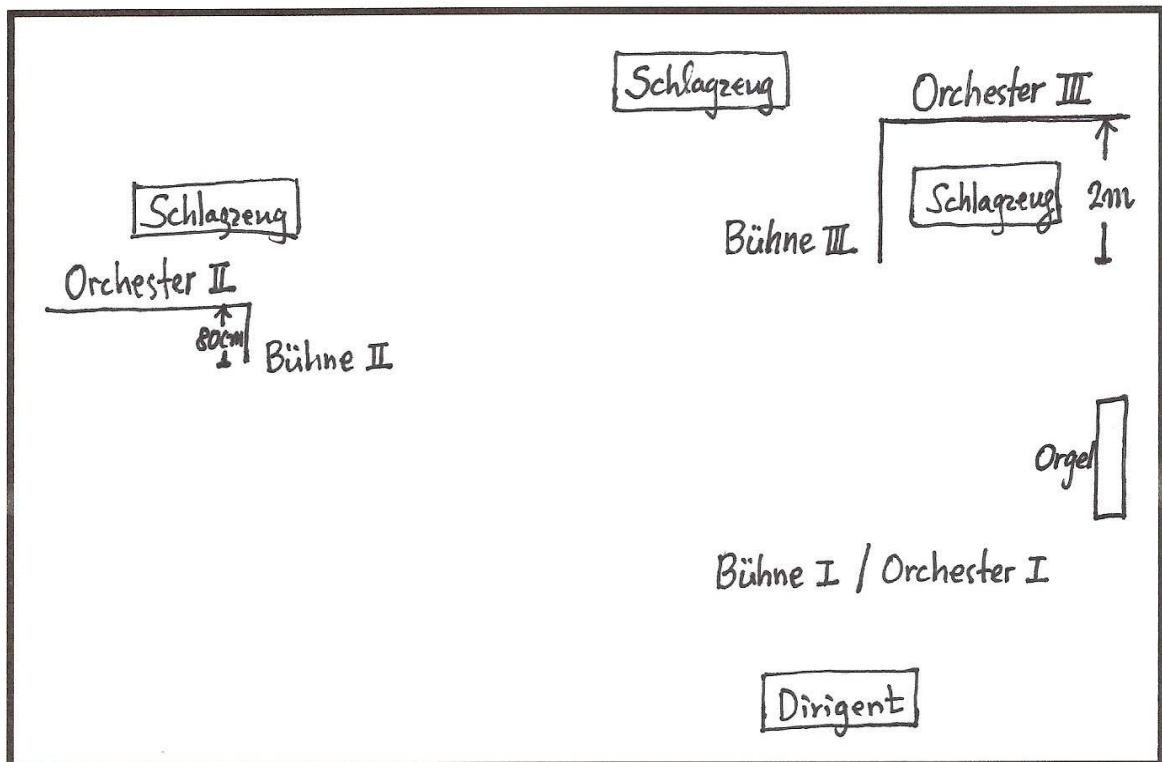 Schlagzeug
Orchester III
Schlagzeug
Schlagzeug
2m
Bühne III
Orchester II
80cm
Bühne II
Orgel
Bühne I / Orchester I
Dirigent